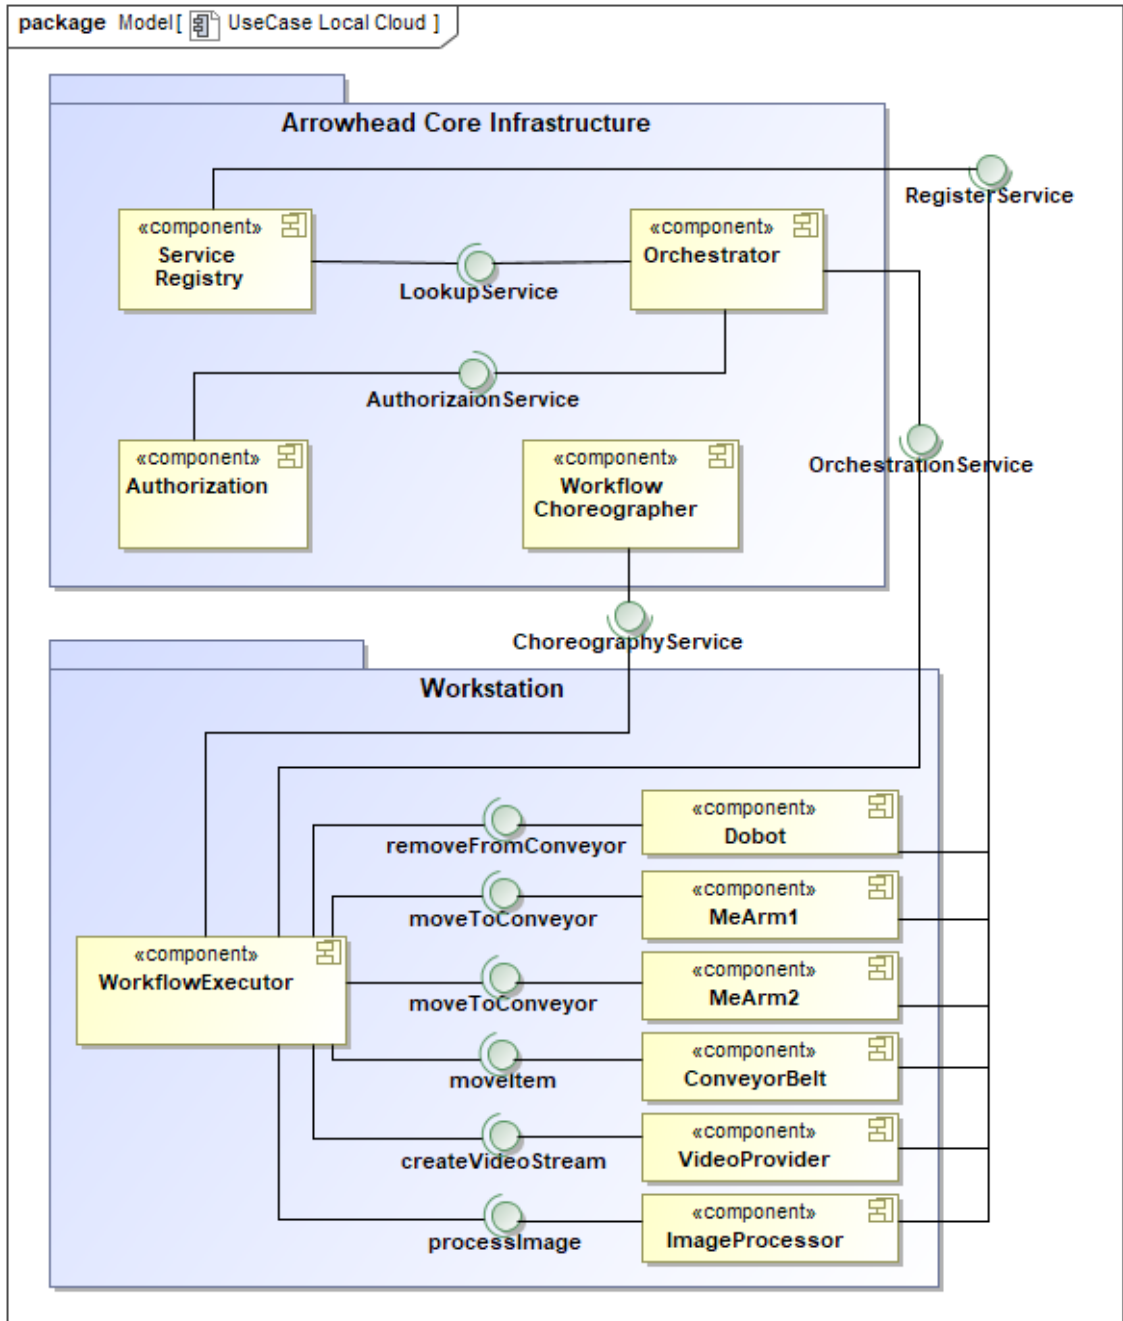 package Model[ UseCase Local Cloud ]
Arrowhead Core Infrastructure
RegisterService
«component»
Service
Registry
LookupService
«component»
Orchestrator
AuthorizaionService
«component»
Authorization
«component»
Workflow
Choreographer
OrchestrationService
ChoreographyService
Workstation
«component»
WorkflowExecutor
removeFromConveyor
«component»
Dobot
moveToConveyor
«component»
MeArm1
moveToConveyor
«component»
MeArm2
moveItem
«component»
ConveyorBelt
createVideoStream
«component»
VideoProvider
processImage
«component»
ImageProcessor